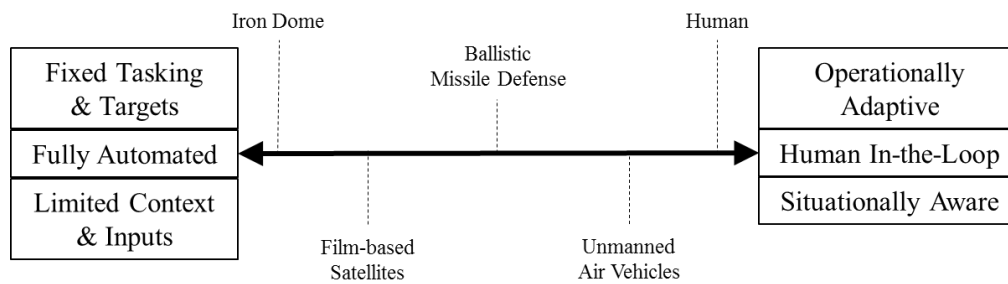 Iron Dome
Human
Ballistic
Missile Defense
Fixed Tasking
& Targets
Fully Automated
Limited Context
& Inputs
Operationally
Adaptive
Human In-the-Loop
Situationally Aware
Film-based
Satellites
Unmanned
Air Vehicles